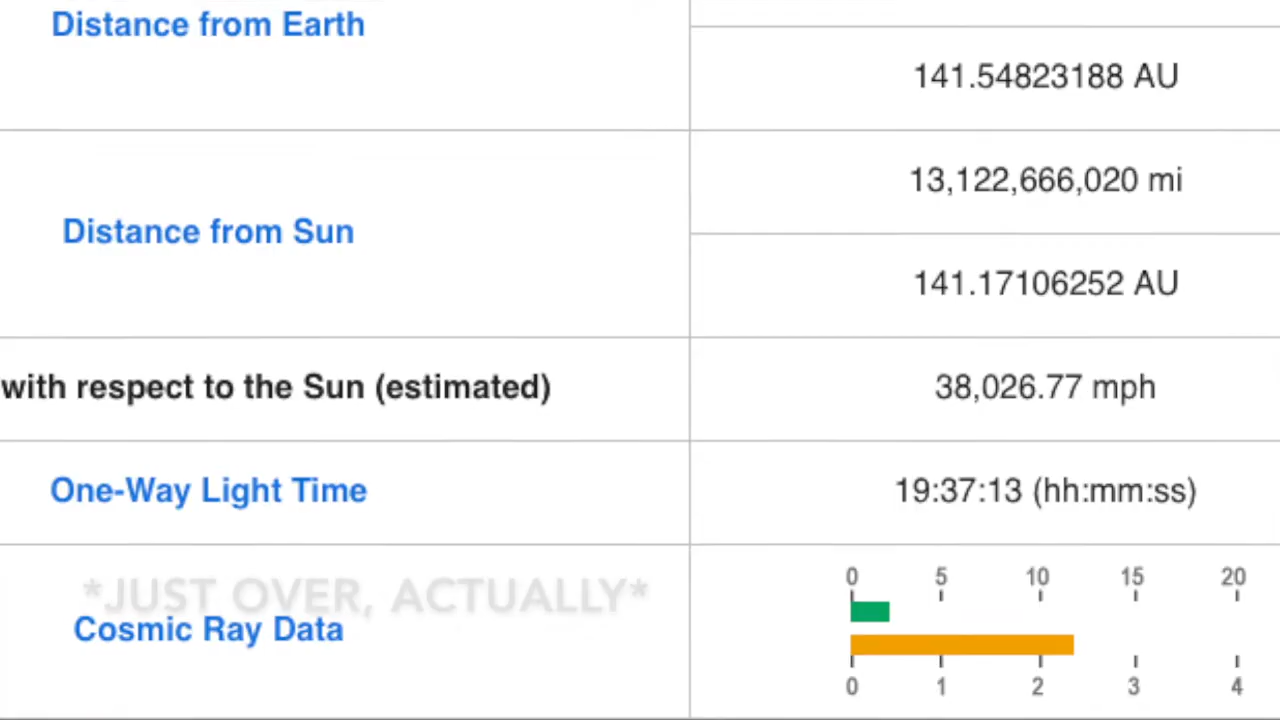 Distance from Earth
141.54823188 AU
13,122,666,020 mi
Distance from Sun
141.17106252 AU
with respect to the Sun (estimated)
38,026.77 mph
One-Way Light Time
19:37:13 (hh:mm:ss)
0 5 10 15 20
*JUST OVER, ACTUALLY*
Cosmic Ray Data
0 1 2 3 4